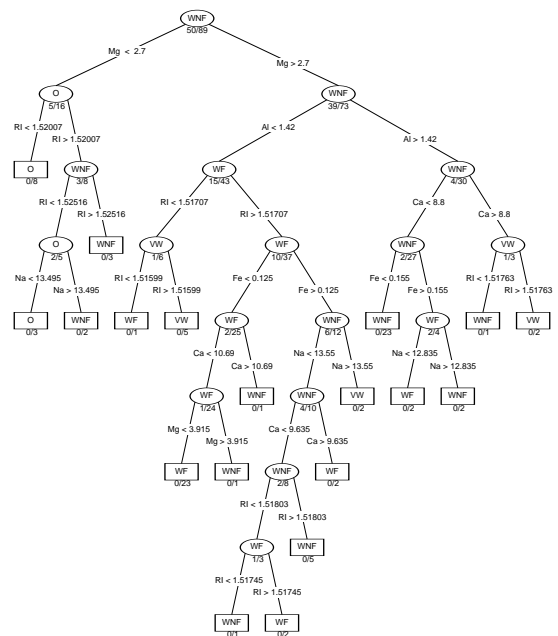 WNF
50/89
Mg < 2.7
Mg > 2.7
O
5/16
WNF
39/73
RI < 1.52007
RI > 1.52007
Al < 1.42
Al > 1.42
O
0/8
WNF
3/8
WF
15/43
WNF
4/30
RI < 1.52516
RI > 1.52516
RI < 1.51707
RI > 1.51707
Ca < 8.8
Ca > 8.8
O
2/5
WNF
0/3
VW
1/6
WF
10/37
WNF
2/27
VW
1/3
Na < 13.495
Na > 13.495
RI < 1.51599
RI > 1.51599
Fe < 0.125
Fe > 0.125
Fe < 0.155
Fe > 0.155
RI < 1.51763
RI > 1.51763
O
0/3
WNF
0/2
WF
0/1
VW
0/5
WF
2/25
WNF
6/12
WNF
0/23
WF
2/4
WNF
0/1
VW
0/2
Ca < 10.69
Ca > 10.69
Na < 13.55
Na > 13.55
Na < 12.835
Na > 12.835
WF
1/24
WNF
0/1
WNF
4/10
VW
0/2
WF
0/2
WNF
0/2
Mg < 3.915
Mg > 3.915
Ca < 9.635
Ca > 9.635
WF
0/23
WNF
0/1
WNF
2/8
WF
0/2
RI < 1.51803
RI > 1.51803
WF
1/3
WNF
0/5
RI < 1.51745
RI > 1.51745
WNF
0/1
WF
0/2